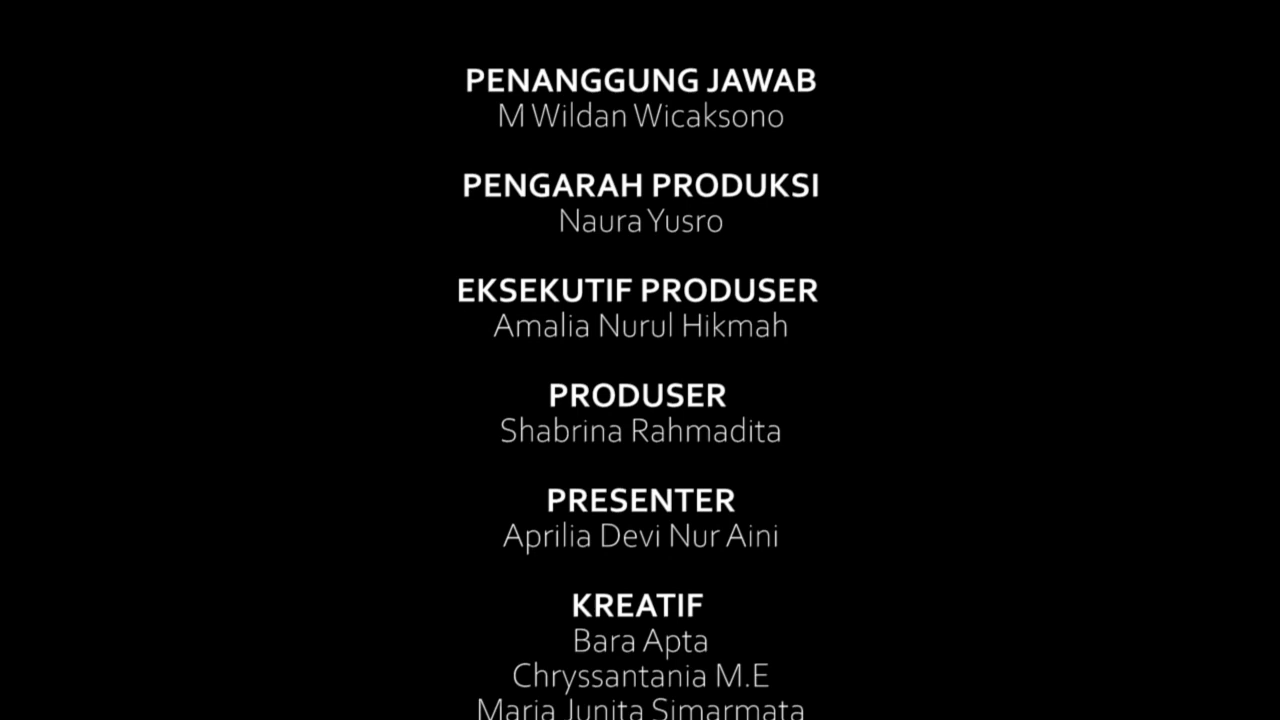 PENANGGUNG JAWAB
M Wildan Wicaksono
PENGARAH PRODUKSI
Naura Yusro
EKSEKUTIF PRODUSER
Amalia Nurul Hikmah
PRODUSER
Shabrina Rahmadita
PRESENTER
Aprilia Devi Nur Aini
KREATIF
Bara Apta
Chryssantania M.E
Maria Junita Simarmata